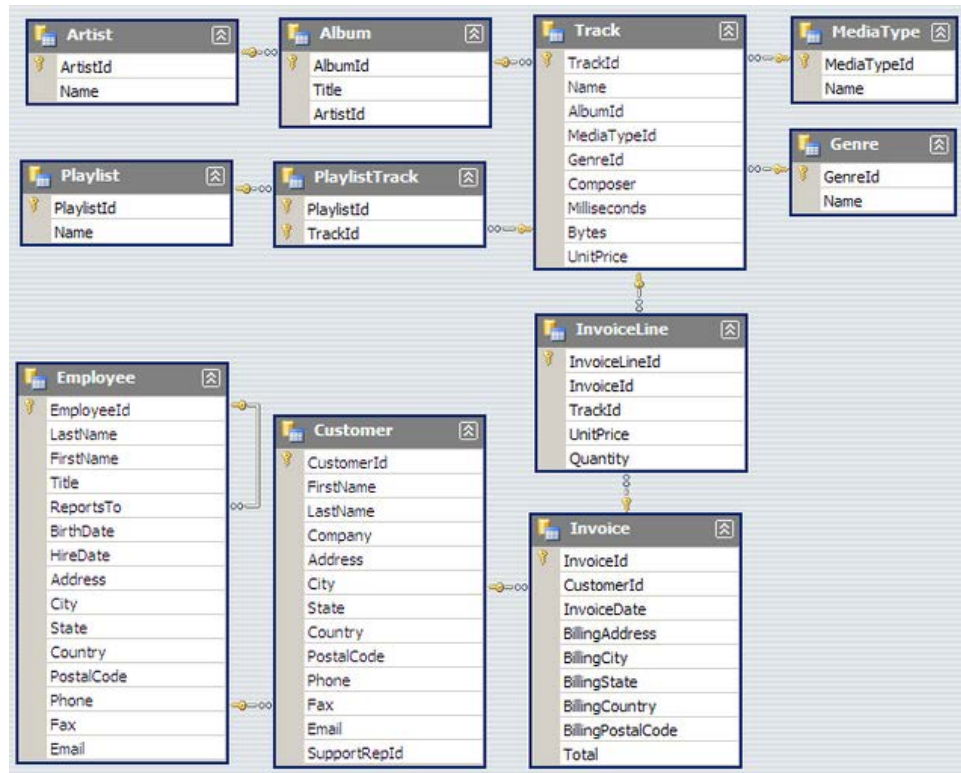 Artist
ArtistId
Name
Album
AlbumId
Title
ArtistId
Track
TrackId
Name
AlbumId
MediaTypeId
GenreId
Composer
Milliseconds
Bytes
UnitPrice
MediaType
MediaTypeId
Name
Genre
GenreId
Name
Playlist
PlaylistId
Name
PlaylistTrack
PlaylistId
TrackId
InvoiceLine
InvoiceLineId
InvoiceId
TrackId
UnitPrice
Quantity
Employee
EmployeeId
LastName
FirstName
Title
ReportsTo
BirthDate
HireDate
Address
City
State
Country
PostalCode
Phone
Fax
Email
Customer
CustomerId
FirstName
LastName
Company
Address
City
State
Country
PostalCode
Phone
Fax
Email
SupportRepId
Invoice
InvoiceId
CustomerId
InvoiceDate
BillingAddress
BillingCity
BillingState
BillingCountry
BillingPostalCode
Total